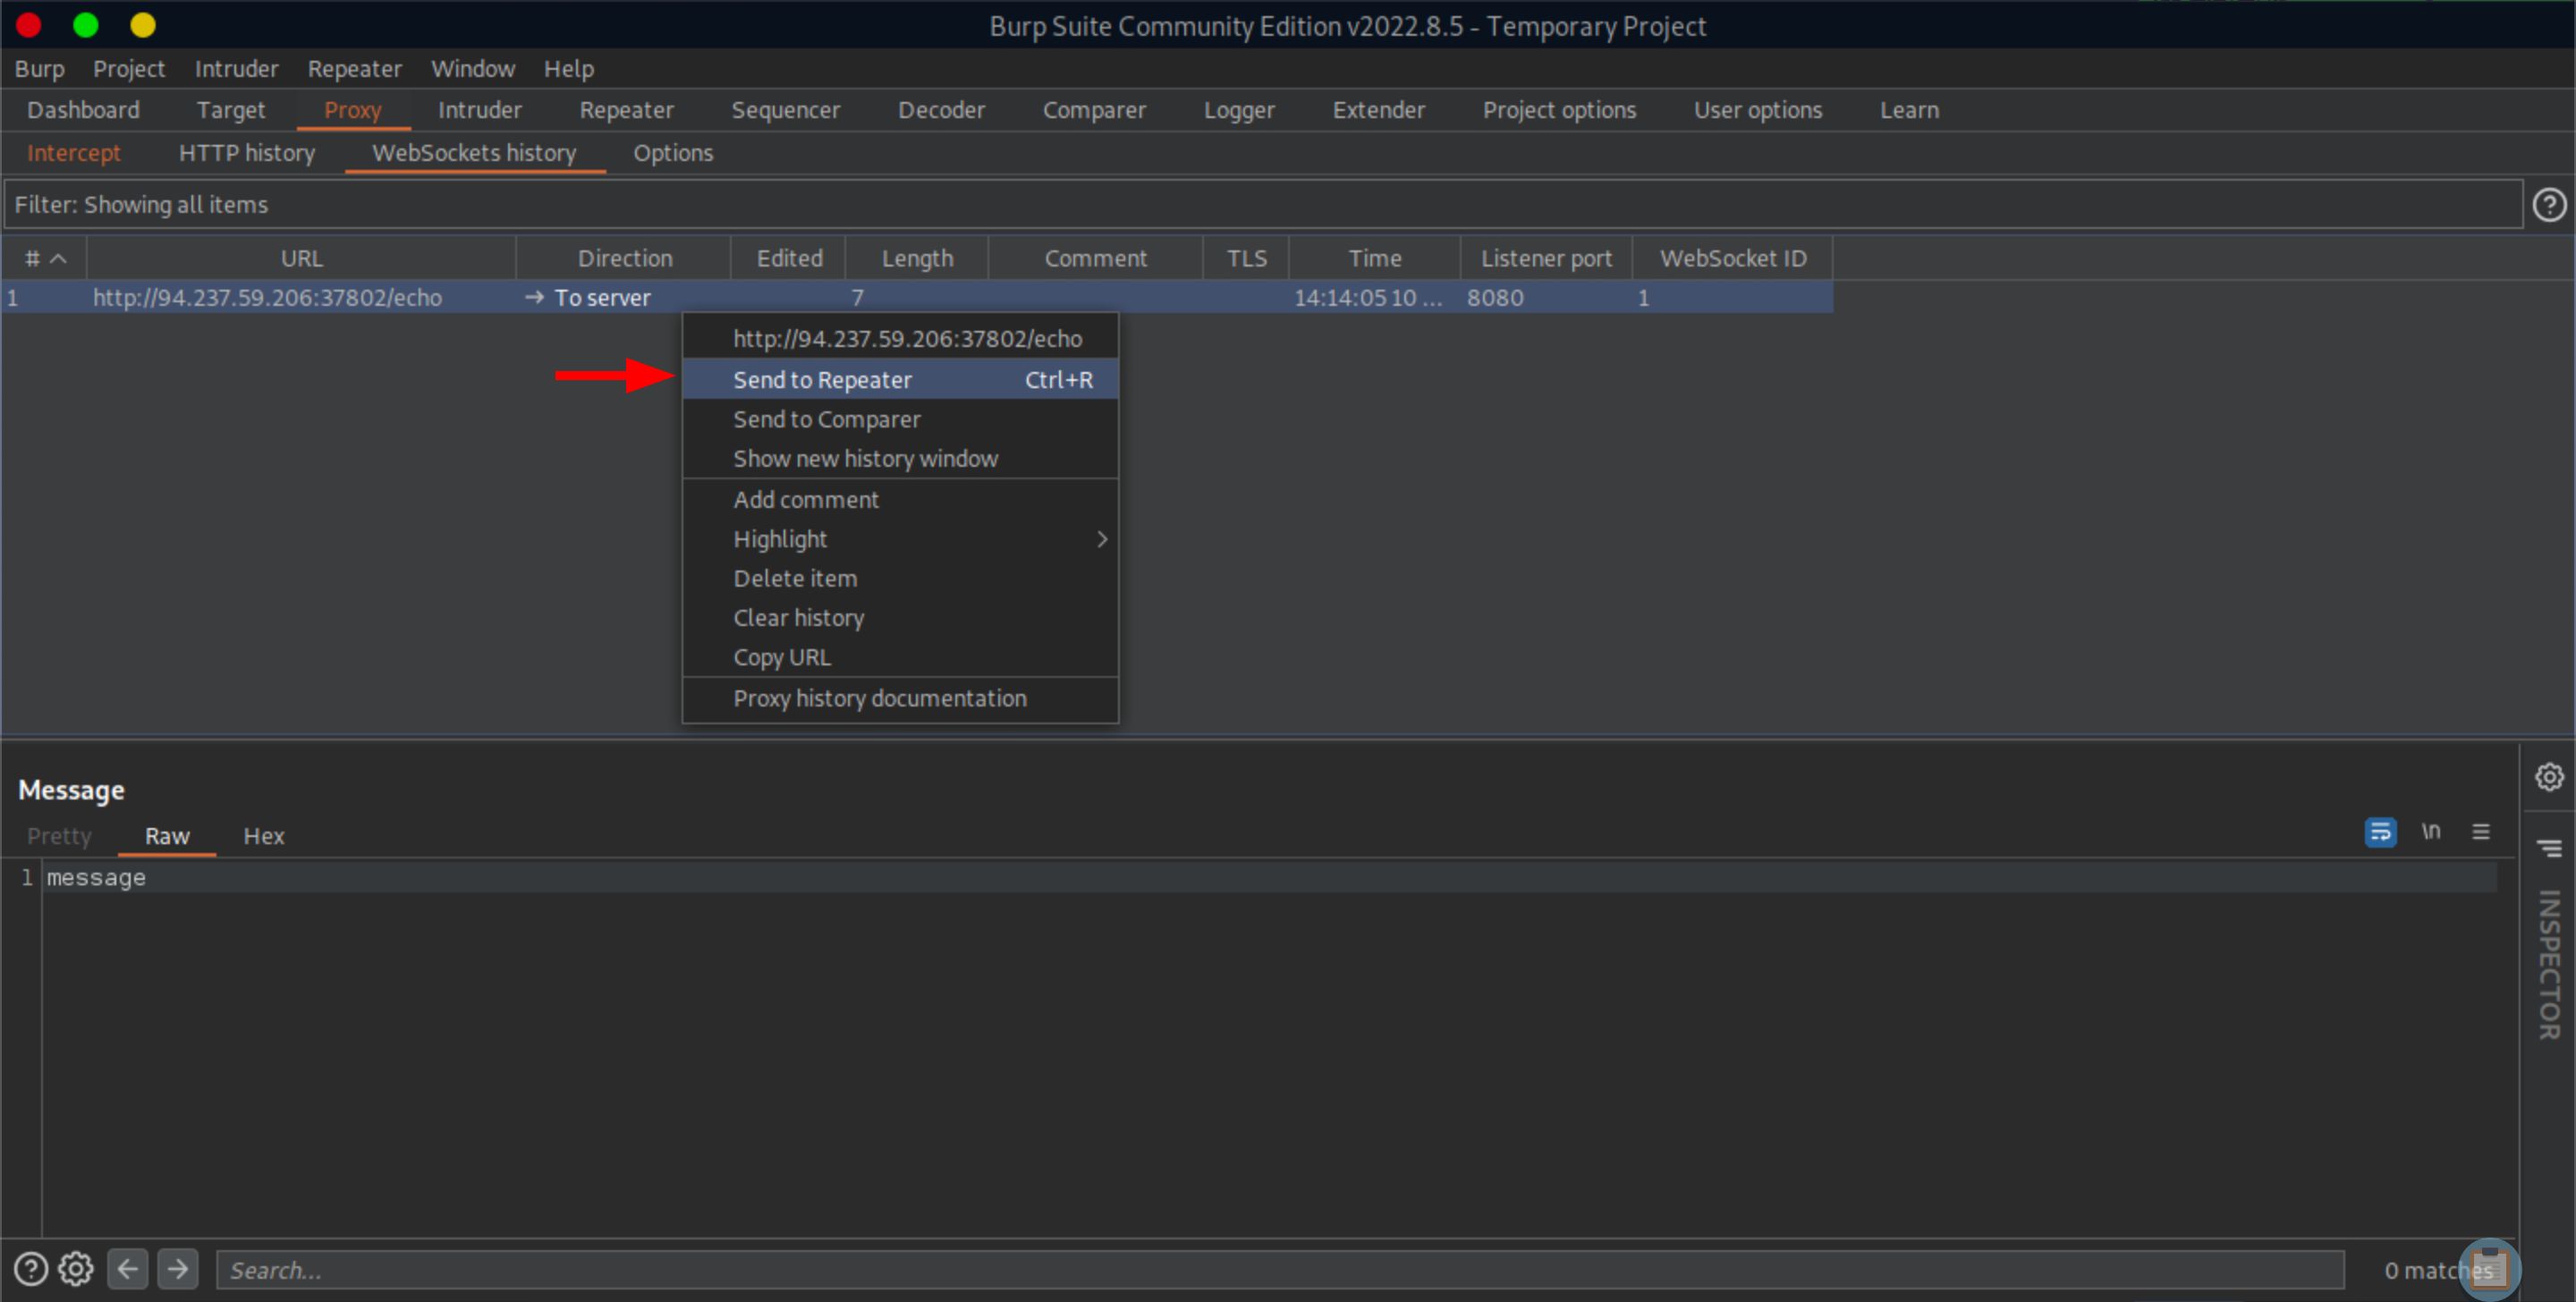 Burp Suite Community Edition v2022.8.5 - Temporary Project
Burp Project Intruder Repeater Window Help
Dashboard Target Proxy Intruder Repeater Sequencer Decoder Comparer Logger Extender Project options User options Learn
Intercept HTTP history WebSockets history Options
Filter: Showing all items
# URL Direction Edited Length Comment TLS Time Listener port WebSocket ID
1 http://94.237.59.206:37802/echo → To server 7 14:14:05 10 ... 8080 1
http://94.237.59.206:37802/echo
Send to Repeater Ctrl+R
Send to Comparer
Show new history window
Add comment
Highlight
Delete item
Clear history
Copy URL
Proxy history documentation
Message
Pretty Raw Hex
\n
1 message
INSPECTOR
Search...
0 matches